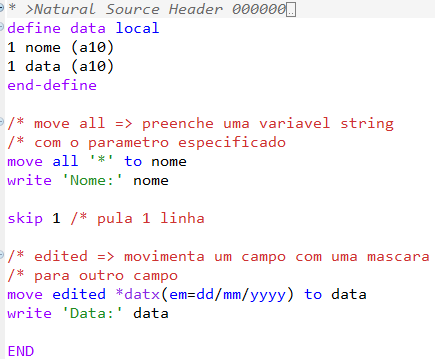 * >Natural Source Header 000000
define data local
1 nome (a10)
1 data (a10)
end-define
/* move all => preenche uma variavel string
/* com o parametro especificado
move all '*' to nome
write 'Nome:' nome
skip 1 /* pula 1 linha
/* edited => movimenta um campo com uma mascara
/* para outro campo
move edited *datx(em=dd/mm/yyyy) to data
write 'Data:' data
END